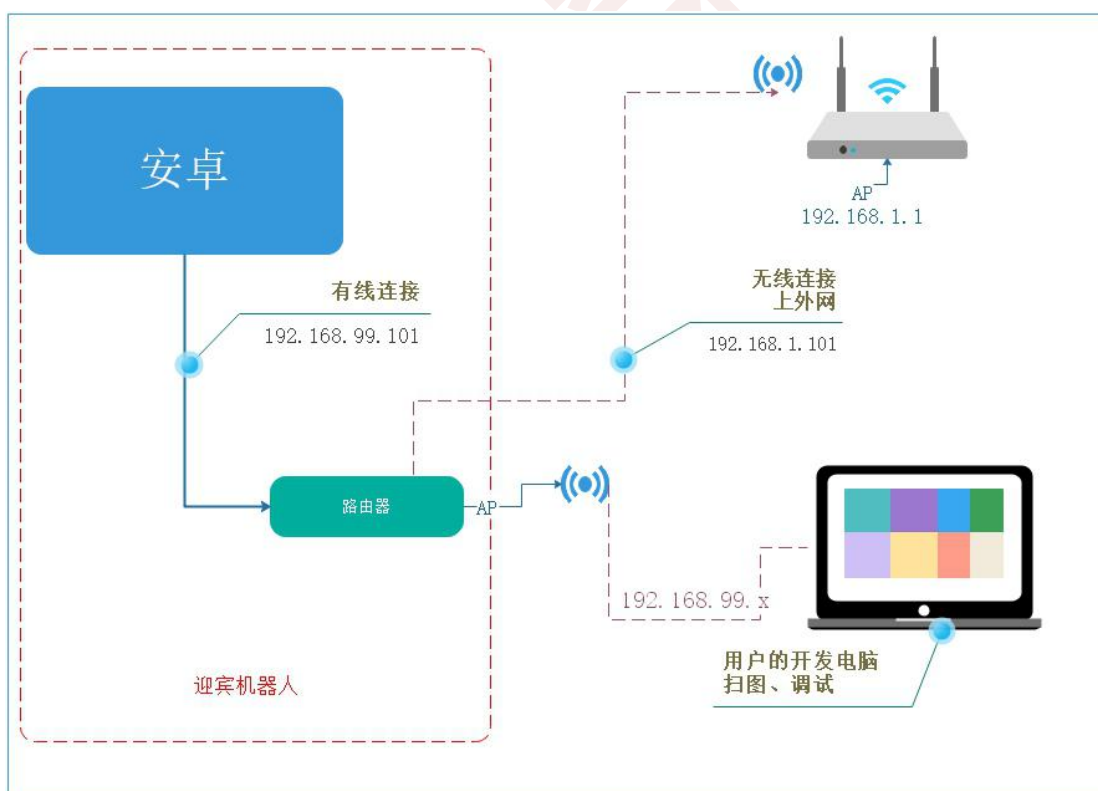 安卓
AP
192.168.1.1
有线连接
192.168.99.101
无线连接
上外网
192.168.1.101
路由器
AP
192.168.99.x
用户的开发电脑
扫图、调试
迎宾机器人